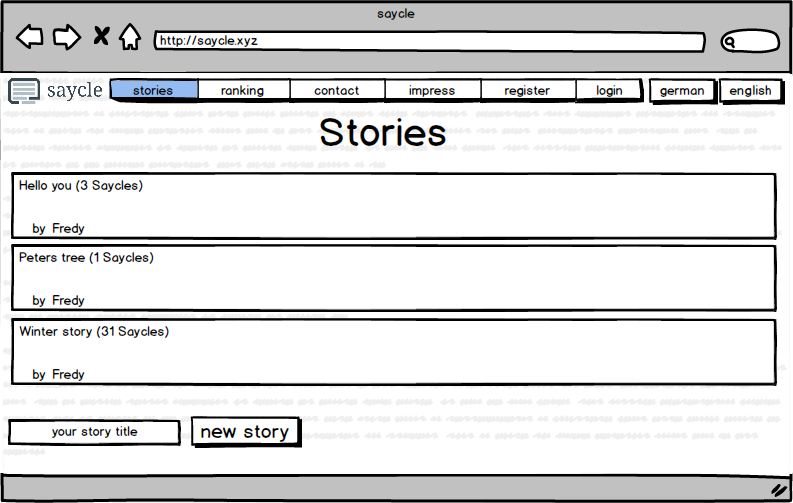 saycle
http://saycle.xyz
saycle stories ranking contact impress register login german english
Stories
Hello you (3 Saycles)
by Fredy
Peters tree (1 Saycles)
by Fredy
Winter story (31 Saycles)
by Fredy
your story title new story